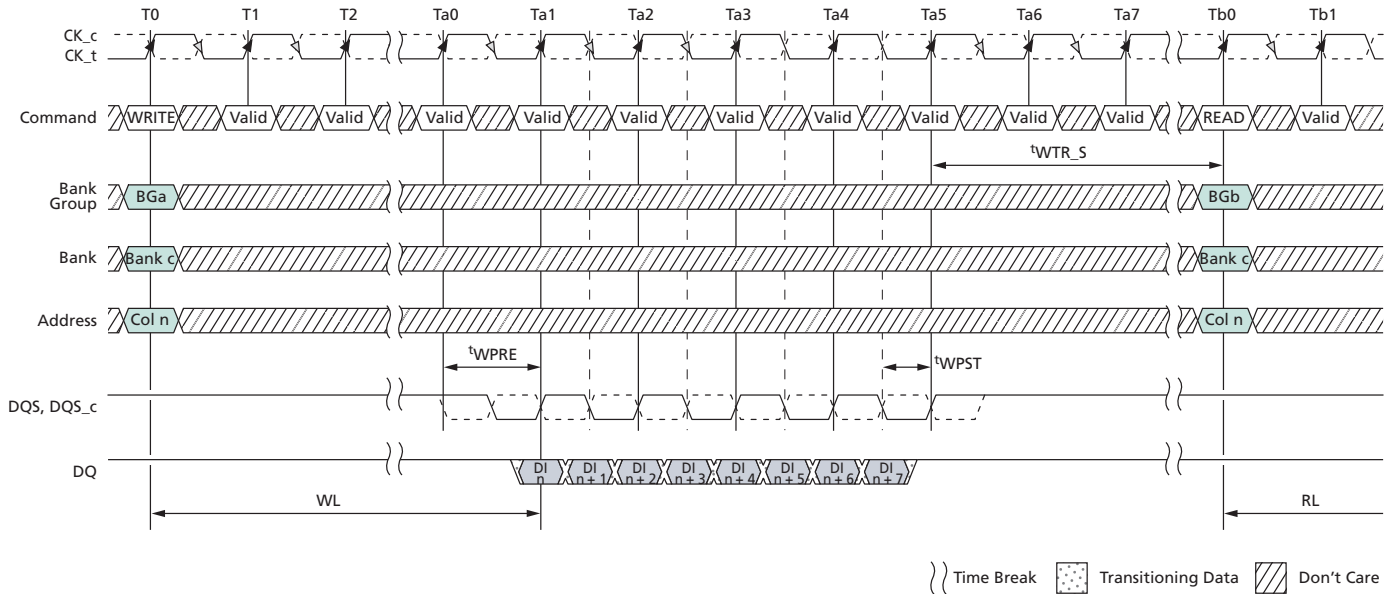 T0 T1 T2 Ta0 Ta1 Ta2 Ta3 Ta4 Ta5 Ta6 Ta7 Tb0 Tb1
CK_c
CK_t
Command WRITE Valid Valid Valid Valid Valid Valid Valid Valid Valid Valid READ Valid
tWTR_S
Bank
Group BGa BGb
Bank Bank c Bank c
Address Col n Col n
tWPRE tWPST
DQS, DQS_c
DQ DI n DI n + 1 DI n + 2 DI n + 3 DI n + 4 DI n + 5 DI n + 6 DI n + 7
WL RL
Time Break Transitioning Data Don't Care